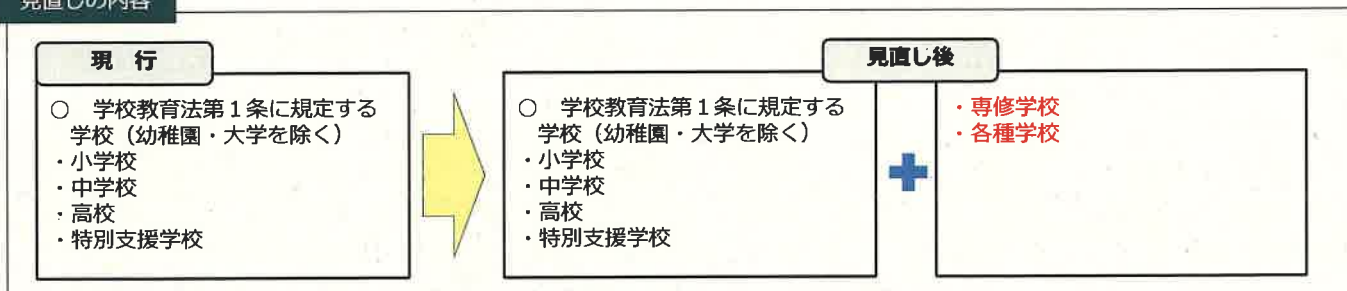 見直しの内容
現 行
○ 学校教育法第1条に規定する
学校（幼稚園・大学を除く）
・小学校
・中学校
・高校
・特別支援学校
見直し後
○ 学校教育法第1条に規定する
学校（幼稚園・大学を除く）
・小学校
・中学校
・高校
・特別支援学校
・専修学校
・各種学校